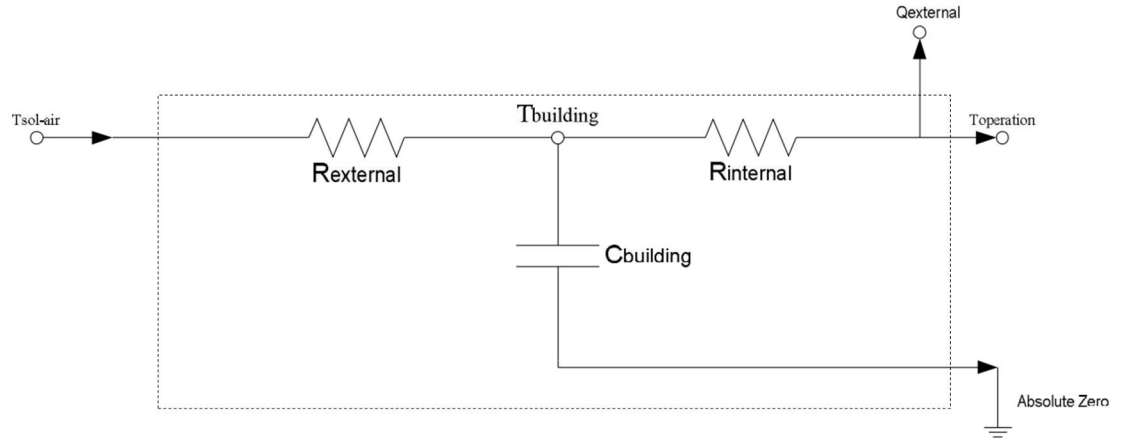 Qexternal
Tsol-air
Tbuilding
Toperation
Rexternal
Rinternal
Cbuilding
Absolute Zero